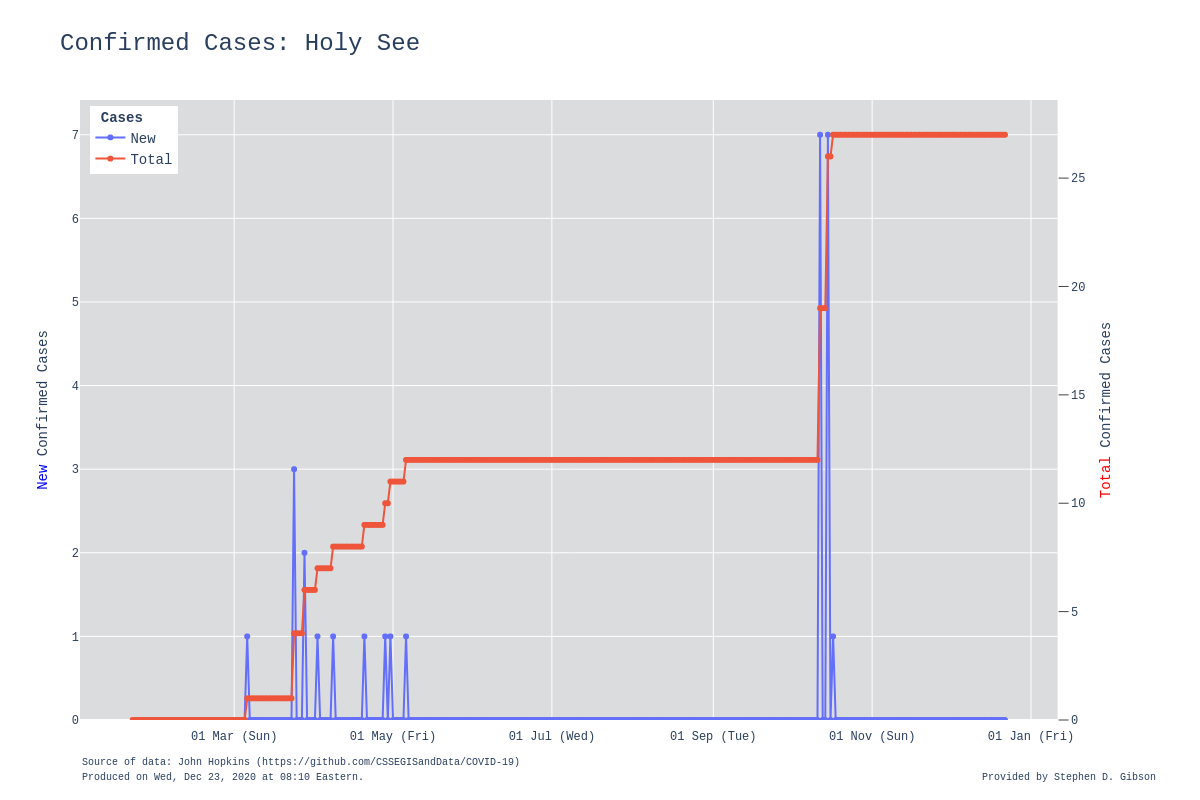 Confirmed Cases: Holy See
Cases
New
Total
7
6
5
4
3
2
1
0
25
20
15
10
5
0
New Confirmed Cases
Total Confirmed Cases
01 Mar (Sun) 01 May (Fri) 01 Jul (Wed) 01 Sep (Tue) 01 Nov (Sun) 01 Jan (Fri)
Source of data: John Hopkins (https://github.com/CSSEGISandData/COVID-19)
Produced on Wed, Dec 23, 2020 at 08:10 Eastern.
Provided by Stephen D. Gibson